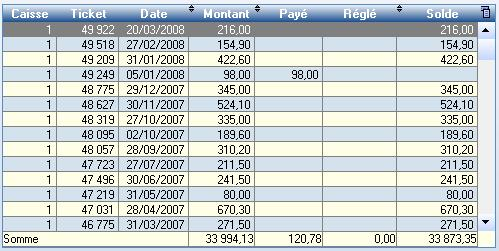 Caisse Ticket Date Montant Payé Réglé Solde
1 49 922 20/03/2008 216,00 216,00
1 49 518 27/02/2008 154,90 154,90
1 49 209 31/01/2008 422,60 422,60
1 49 249 05/01/2008 98,00 98,00
1 48 775 29/12/2007 345,00 345,00
1 48 627 30/11/2007 524,10 524,10
1 48 319 27/10/2007 335,00 335,00
1 48 095 02/10/2007 189,60 189,60
1 48 057 28/09/2007 310,20 310,20
1 47 723 27/07/2007 211,50 211,50
1 47 496 30/06/2007 241,50 241,50
1 47 219 31/05/2007 80,00 80,00
1 47 031 28/04/2007 670,30 670,30
1 46 775 31/03/2007 271,50 271,50
Somme 33 994,13 120,78 0,00 33 873,35